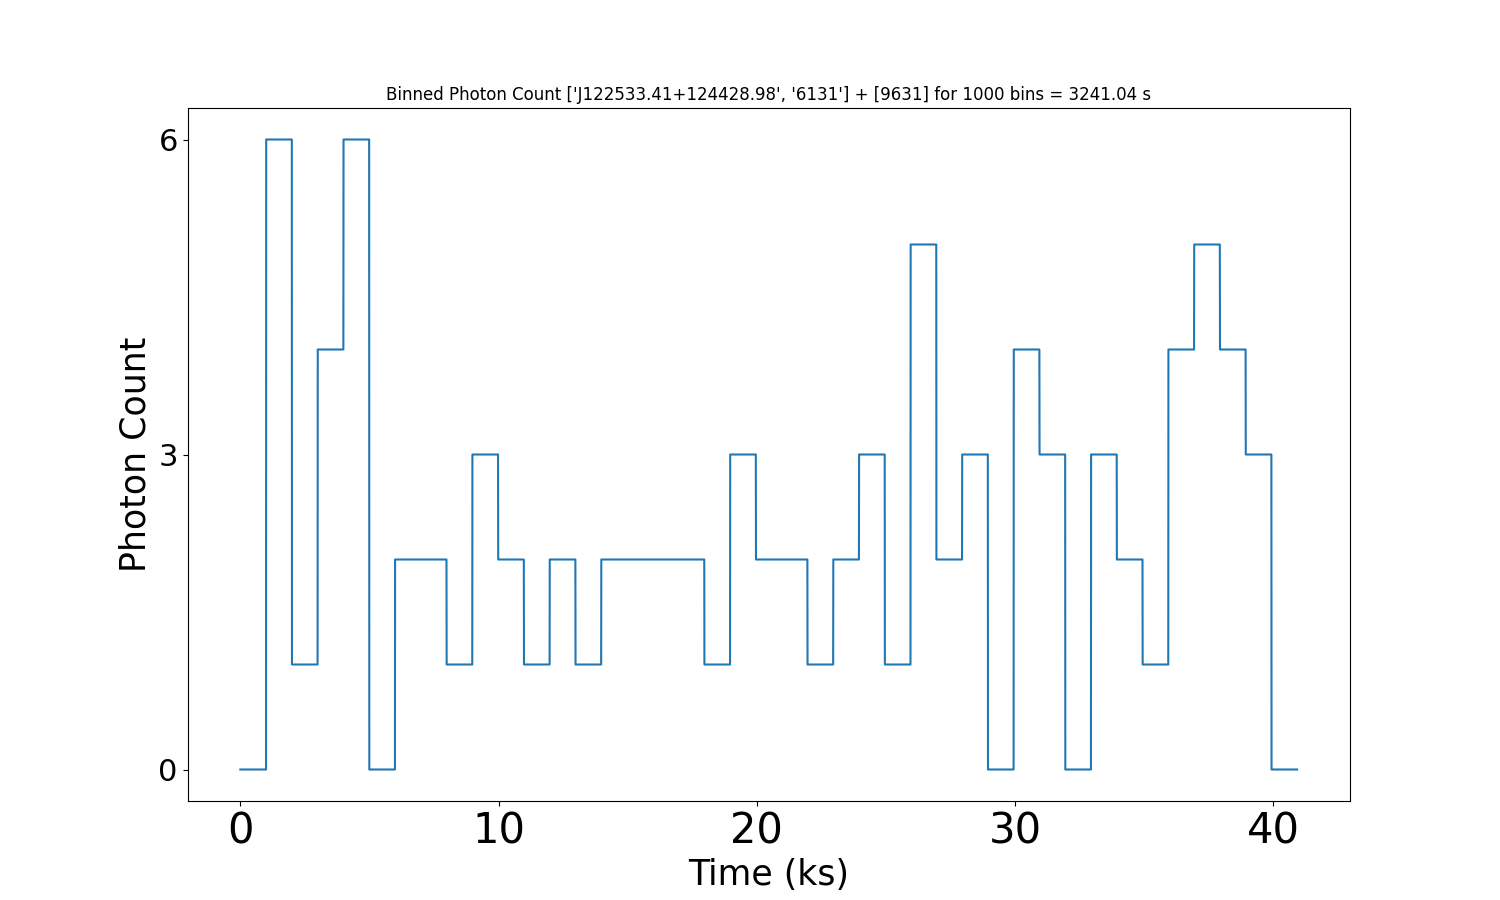 Binned Photon Count ['J122533.41+124428.98', '6131'] + [9631] for 1000 bins = 3241.04 s
6
3
0
Photon Count
0 10 20 30 40
Time (ks)